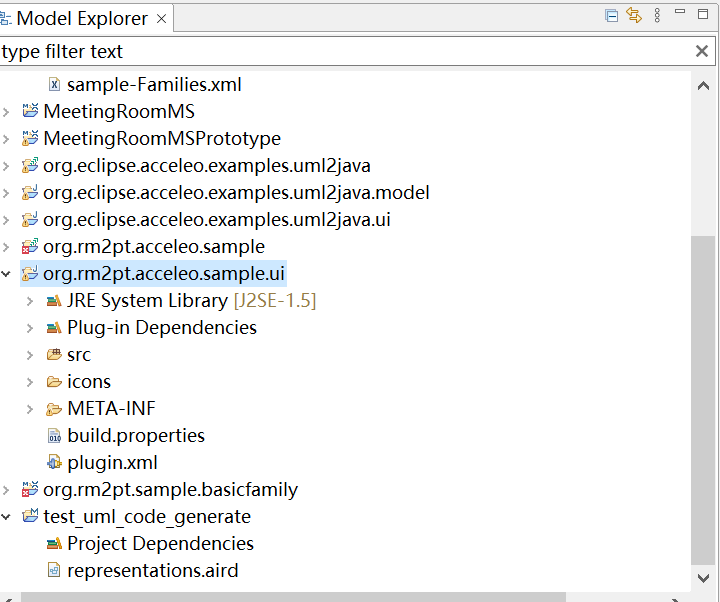 Model Explorer
type filter text
sample-Families.xml
MeetingRoomMS
MeetingRoomMSPrototype
org.eclipse.acceleo.examples.uml2java
org.eclipse.acceleo.examples.uml2java.model
org.eclipse.acceleo.examples.uml2java.ui
org.rm2pt.acceleo.sample
org.rm2pt.acceleo.sample.ui
JRE System Library [J2SE-1.5]
Plug-in Dependencies
src
icons
META-INF
build.properties
plugin.xml
org.rm2pt.sample.basicfamily
test_uml_code_generate
Project Dependencies
representations.aird